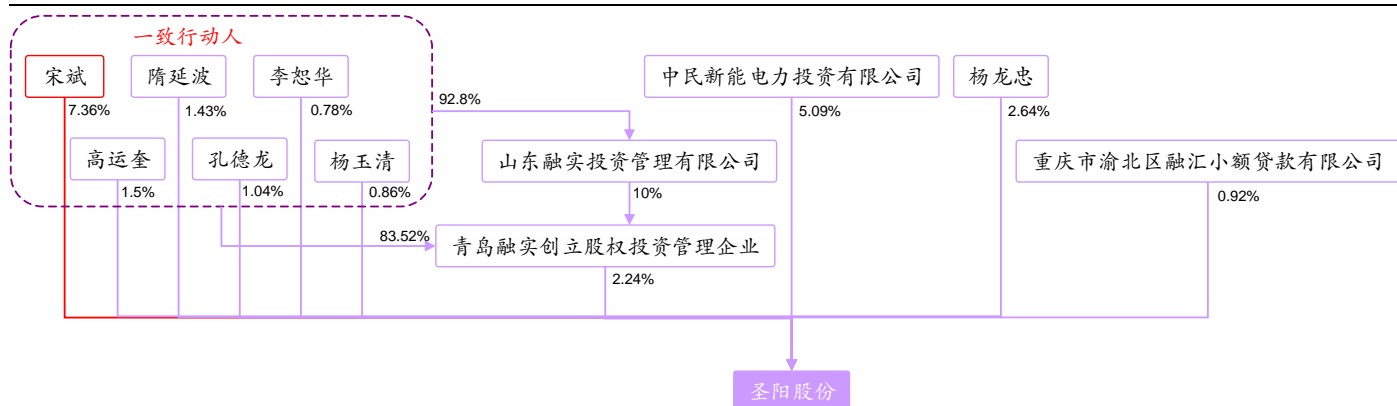 一致行动人
宋斌
隋延波
李恕华
中民新能电力投资有限公司
杨龙忠
7.36%
1.43%
0.78%
92.8%
5.09%
2.64%
高运奎
孔德龙
杨玉清
山东融实投资管理有限公司
重庆市渝北区融汇小额贷款有限公司
1.5%
1.04%
0.86%
10%
0.92%
83.52%
青岛融实创立股权投资管理企业
2.24%
圣阳股份